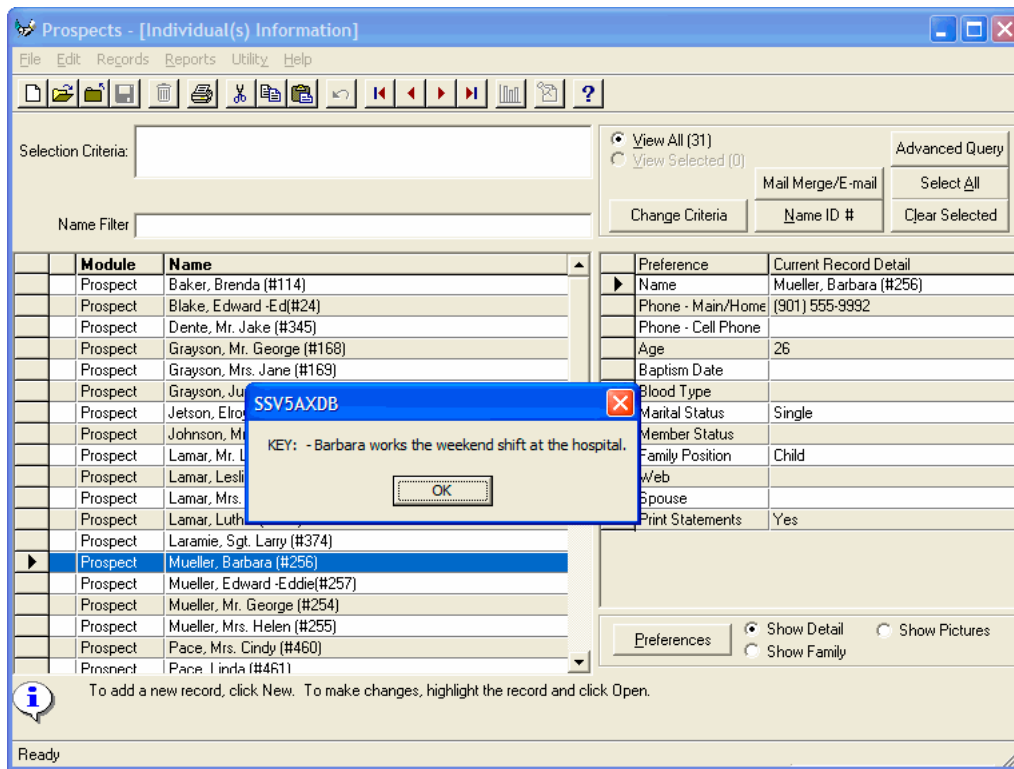 Prospects - [Individual(s) Information]
File Edit Records Reports Utility Help
Selection Criteria:
View All (31)
View Selected (0)
Advanced Query
Mail Merge/E-mail
Select All
Change Criteria
Name ID #
Clear Selected
Name Filter
Module Name
Prospect Baker, Brenda (#114)
Prospect Blake, Edward -Ed(#24)
Prospect Dente, Mr. Jake (#345)
Prospect Grayson, Mr. George (#168)
Prospect Grayson, Mrs. Jane (#169)
Prospect Grayson,
Prospect Jetson,
Prospect Johnson,
Prospect Lamar, Mr.
Prospect Lamar,
Prospect Lamar, Mrs.
Prospect Lamar,
Prospect Laramie, Sgt. Larry (#374)
Prospect Mueller, Barbara (#256)
Prospect Mueller, Edward -Eddie(#257)
Prospect Mueller, Mr. George (#254)
Prospect Mueller, Mrs. Helen (#255)
Prospect Pace, Mrs. Cindy (#460)
Prospect Pace, Linda (#461)
SSV5AXDB
KEY: - Barbara works the weekend shift at the hospital.
OK
Preference Current Record Detail
Name Mueller, Barbara (#256)
Phone - Main/Home (901) 555-9992
Phone - Cell Phone
Age 26
Baptism Date
Blood Type
Marital Status Single
Member Status
Family Position Child
Web
Spouse
Print Statements Yes
Preferences
Show Detail
Show Pictures
Show Family
To add a new record, click New. To make changes, highlight the record and click Open.
Ready